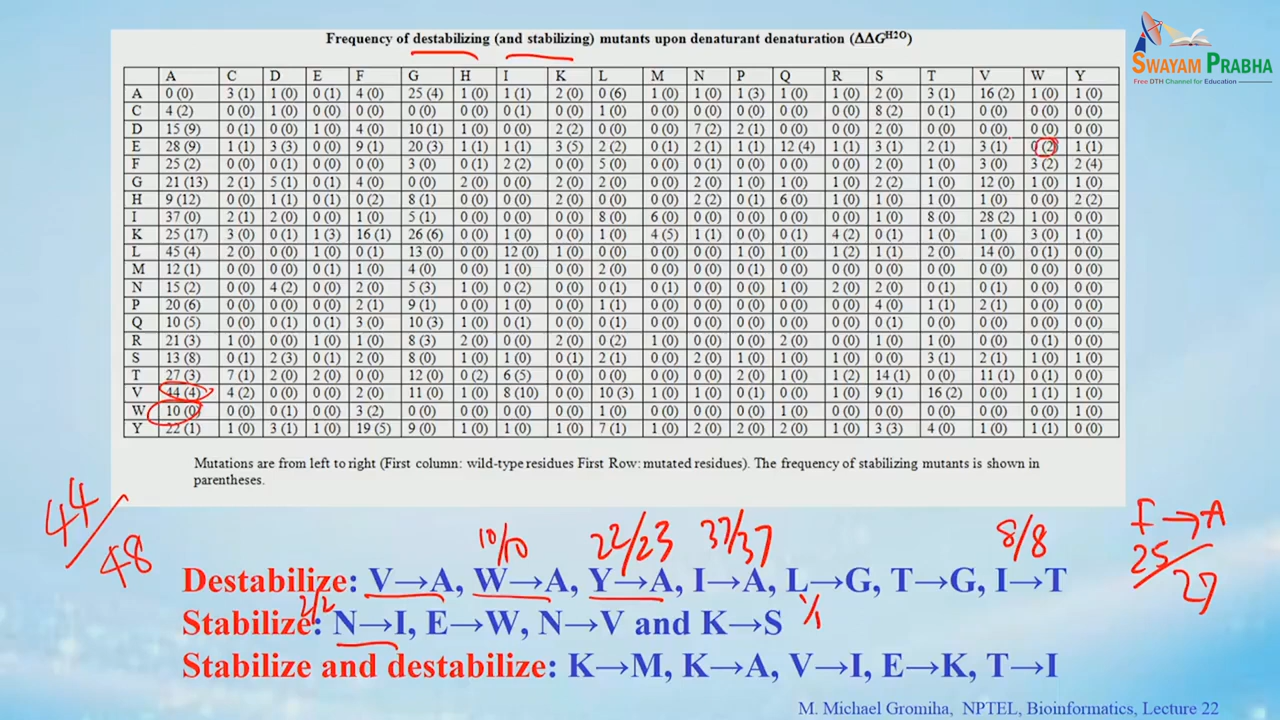 SWAYAM PRABHA
Free DTH Channel for Education
Frequency of destabilizing (and stabilizing) mutants upon denaturant denaturation (ΔΔG^H2O)
A C D E F G H I K L M N P Q R S T V W Y
A 0 (0) 3 (1) 1 (0) 0 (1) 4 (0) 25 (4) 1 (0) 1 (1) 2 (0) 0 (6) 1 (0) 1 (0) 1 (3) 1 (0) 1 (0) 2 (0) 3 (1) 16 (2) 1 (0) 1 (0)
C 4 (2) 0 (0) 1 (0) 0 (0) 0 (0) 0 (0) 0 (0) 0 (1) 0 (0) 1 (0) 0 (0) 0 (0) 0 (0) 0 (0) 0 (0) 8 (2) 0 (1) 0 (0) 0 (0) 0 (0)
D 15 (9) 0 (1) 0 (0) 1 (0) 4 (0) 10 (1) 1 (0) 0 (0) 2 (2) 0 (0) 0 (0) 7 (2) 2 (1) 0 (0) 0 (0) 2 (0) 0 (0) 0 (0) 0 (0) 0 (0)
E 28 (9) 0 (1) 3 (3) 0 (0) 9 (1) 20 (3) 1 (1) 1 (1) 3 (5) 2 (2) 0 (1) 2 (1) 1 (1) 12 (4) 1 (1) 3 (1) 2 (1) 3 (1) 0 (2) 1 (1)
F 25 (2) 0 (0) 0 (1) 0 (0) 0 (0) 3 (0) 0 (1) 2 (2) 0 (0) 5 (0) 0 (0) 0 (1) 0 (0) 0 (0) 0 (0) 2 (0) 1 (0) 3 (0) 3 (2) 2 (4)
G 21 (13) 2 (1) 5 (1) 0 (1) 4 (0) 0 (0) 2 (0) 0 (0) 2 (0) 2 (0) 0 (0) 2 (0) 1 (0) 1 (0) 1 (0) 2 (2) 1 (0) 12 (0) 1 (0) 1 (0)
H 9 (12) 0 (0) 1 (1) 0 (1) 0 (2) 8 (1) 0 (0) 0 (0) 2 (0) 0 (0) 0 (0) 2 (2) 0 (1) 6 (0) 0 (0) 1 (0) 1 (0) 1 (0) 0 (0) 2 (2)
I 37 (0) 2 (1) 2 (0) 0 (0) 1 (0) 5 (1) 0 (0) 0 (0) 0 (0) 8 (0) 6 (0) 0 (0) 0 (0) 0 (0) 0 (0) 1 (0) 8 (0) 28 (2) 1 (0) 0 (0)
K 25 (17) 3 (0) 0 (1) 1 (3) 16 (1) 26 (6) 0 (0) 1 (0) 0 (0) 1 (0) 4 (5) 1 (1) 0 (0) 0 (1) 4 (2) 0 (1) 1 (0) 1 (0) 3 (0) 1 (0)
L 45 (4) 2 (0) 0 (0) 1 (0) 0 (1) 13 (0) 0 (0) 12 (0) 1 (0) 0 (0) 0 (0) 0 (0) 1 (0) 1 (0) 1 (2) 1 (1) 2 (0) 14 (0) 0 (1) 0 (0)
M 12 (1) 0 (0) 0 (0) 0 (0) 1 (0) 4 (0) 0 (0) 1 (0) 0 (0) 2 (0) 0 (0) 0 (0) 0 (1) 0 (0) 0 (0) 0 (0) 0 (0) 0 (0) 0 (0) 0 (0)
N 15 (2) 0 (0) 4 (2) 0 (0) 2 (0) 5 (3) 1 (0) 0 (2) 0 (0) 0 (1) 0 (1) 0 (0) 0 (0) 1 (0) 2 (0) 2 (0) 0 (0) 0 (1) 0 (0) 0 (0)
P 20 (6) 0 (0) 0 (0) 0 (0) 2 (1) 9 (1) 0 (0) 1 (0) 0 (0) 1 (1) 0 (0) 0 (0) 0 (0) 0 (0) 0 (0) 4 (0) 1 (1) 2 (1) 0 (0) 0 (0)
Q 10 (5) 0 (0) 0 (1) 0 (1) 3 (0) 10 (3) 1 (0) 0 (1) 0 (0) 0 (1) 0 (0) 0 (0) 0 (0) 0 (0) 0 (0) 0 (0) 0 (0) 0 (1) 0 (0) 0 (0)
R 21 (3) 1 (0) 0 (0) 1 (0) 1 (0) 8 (3) 2 (0) 0 (0) 2 (0) 0 (2) 1 (0) 0 (0) 0 (0) 2 (0) 0 (0) 1 (0) 0 (0) 0 (0) 0 (1) 0 (0)
S 13 (8) 0 (1) 2 (3) 0 (1) 2 (0) 8 (0) 1 (0) 1 (0) 0 (1) 2 (1) 0 (0) 2 (0) 1 (0) 1 (0) 1 (0) 0 (0) 3 (1) 2 (1) 1 (0) 1 (0)
T 27 (3) 7 (1) 2 (0) 2 (0) 0 (0) 12 (0) 0 (2) 6 (5) 0 (0) 0 (0) 0 (0) 0 (0) 2 (0) 1 (0) 1 (2) 14 (1) 0 (0) 11 (1) 0 (0) 1 (0)
V 44 (4) 4 (2) 0 (0) 0 (0) 2 (0) 11 (0) 1 (0) 8 (10) 0 (0) 10 (3) 1 (0) 1 (0) 0 (1) 0 (0) 1 (0) 9 (1) 16 (2) 0 (0) 1 (1) 1 (0)
W 10 (0) 0 (0) 0 (1) 0 (0) 3 (2) 0 (0) 0 (0) 0 (0) 0 (0) 1 (0) 0 (0) 0 (0) 0 (0) 1 (0) 0 (0) 0 (0) 0 (0) 0 (0) 0 (0) 1 (0)
Y 22 (1) 1 (0) 3 (1) 1 (0) 19 (5) 9 (0) 1 (0) 1 (0) 1 (0) 7 (1) 1 (0) 2 (0) 2 (0) 2 (0) 1 (0) 3 (3) 4 (0) 1 (0) 1 (1) 0 (0)
Mutations are from left to right (First column: wild-type residues First Row: mutated residues). The frequency of stabilizing mutants is shown in
parentheses.
44/48
10/10 22/23 37/37 8/8
F → A
25/27
Destabilize: V→A, W→A, Y→A, I→A, L→G, T→G, I→T
2/2 1/1
Stabilize: N→I, E→W, N→V and K→S
Stabilize and destabilize: K→M, K→A, V→I, E→K, T→I
M. Michael Gromiha, NPTEL, Bioinformatics, Lecture 22